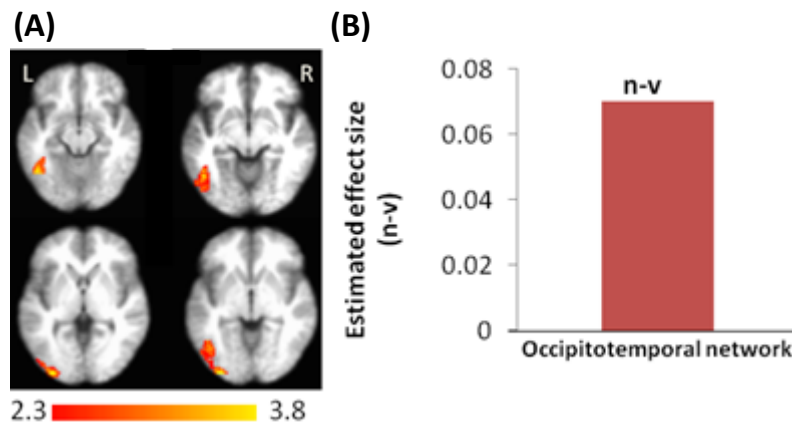 (A)
L
R
2.3
3.8
(B)
Estimated effect size
(n-v)
0.08
0.06
0.04
0.02
0
n-v
Occipitotemporal network